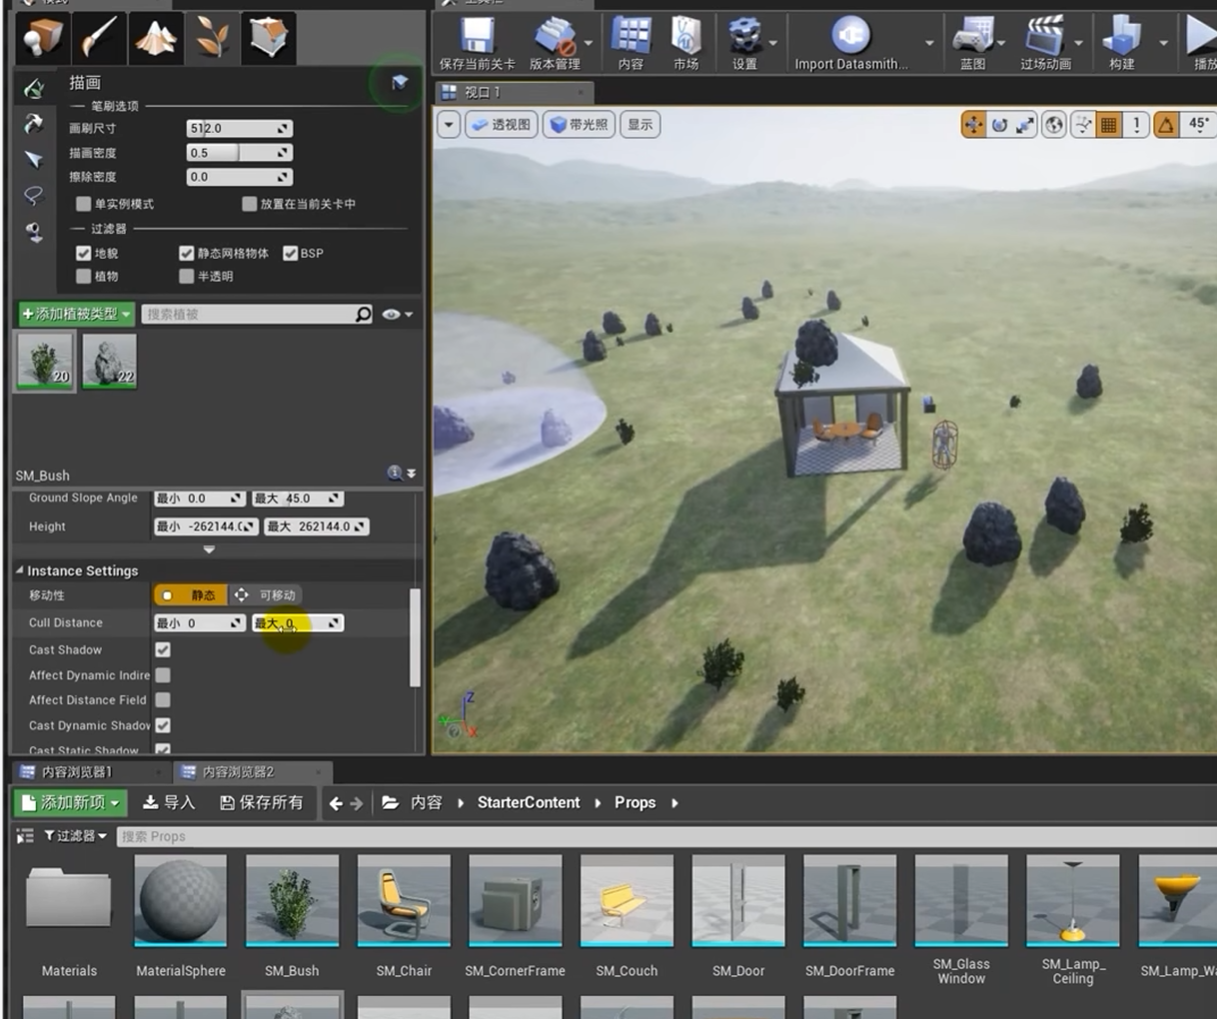 保存当前关卡
版本管理
内容
市场
设置
Import Datasmith...
蓝图
过场动画
构建
播放
描画
视口 1
笔刷选项
画刷尺寸
512.0
透视图
带光照
显示
1
45°
描画密度
0.5
擦除密度
0.0
单实例模式
放置在当前关卡中
过滤器
地貌
静态网格物体
BSP
植物
半透明
+添加植被类型
搜索植被
20
22
SM_Bush
Ground Slope Angle
最小 0.0
最大 45.0
Height
最小 -262144.0
最大 262144.0
Instance Settings
移动性
静态
可移动
Cull Distance
最小 0
最大 0
Cast Shadow
Affect Dynamic Indire
Affect Distance Field
Cast Dynamic Shadow
Cast Static Shadow
Z
Y
X
内容浏览器1
内容浏览器2
添加新项
导入
保存所有
内容
StarterContent
Props
过滤器
搜索 Props
Materials
MaterialSphere
SM_Bush
SM_Chair
SM_CornerFrame
SM_Couch
SM_Door
SM_DoorFrame
SM_Glass
Window
SM_Lamp_
Ceiling
SM_Lamp_Wa